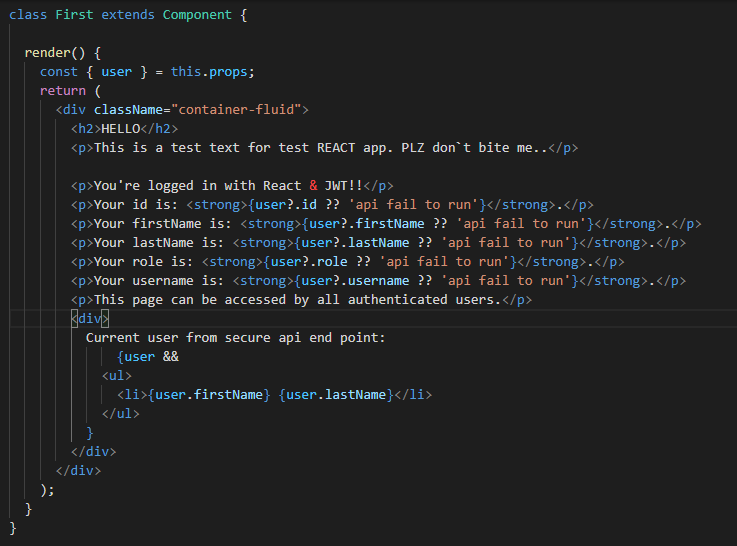 class First extends Component {
render() {
const { user } = this.props;
return (
<div className="container-fluid">
<h2>HELLO</h2>
<p>This is a test text for test REACT app. PLZ don`t bite me..</p>
<p>You're logged in with React & JWT!!</p>
<p>Your id is: <strong>{user?.id ?? 'api fail to run'}</strong>.</p>
<p>Your firstName is: <strong>{user?.firstName ?? 'api fail to run'}</strong>.</p>
<p>Your lastName is: <strong>{user?.lastName ?? 'api fail to run'}</strong>.</p>
<p>Your role is: <strong>{user?.role ?? 'api fail to run'}</strong>.</p>
<p>Your username is: <strong>{user?.username ?? 'api fail to run'}</strong>.</p>
<p>This page can be accessed by all authenticated users.</p>
<div>
Current user from secure api end point:
{user &&
<ul>
<li>{user.firstName} {user.lastName}</li>
</ul>
}
</div>
</div>
);
}
}